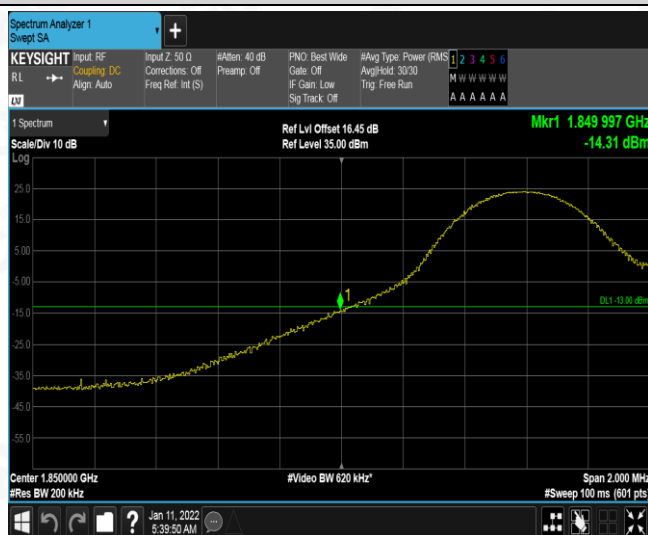 Spectrum Analyzer 1
Swept SA
KEYSIGHT
RL
LXI
Input: RF
Coupling: DC
Align: Auto
Input Z: 50 Ω
Corrections: Off
Freq Ref: Int (S)
#Atten: 40 dB
Preamp: Off
PNO: Best Wide
Gate: Off
IF Gain: Low
Sig Track: Off
#Avg Type: Power (RMS
Avg|Hold: 30/30
Trig: Free Run
1 2 3 4 5 6
M W W W W W
A A A A A A
1 Spectrum
Scale/Div 10 dB
Log
Ref Lvl Offset 16.45 dB
Ref Level 35.00 dBm
Mkr1 1.849 997 GHz
-14.31 dBm
25.0
15.0
5.00
-5.00
1
DL1 -13.00 dBm
-15.0
-25.0
-35.0
-45.0
-55.0
Center 1.850000 GHz
#Video BW 620 kHz*
Span 2.000 MHz
#Res BW 200 kHz
#Sweep 100 ms (601 pts)
?
Jan 11, 2022
5:39:50 AM